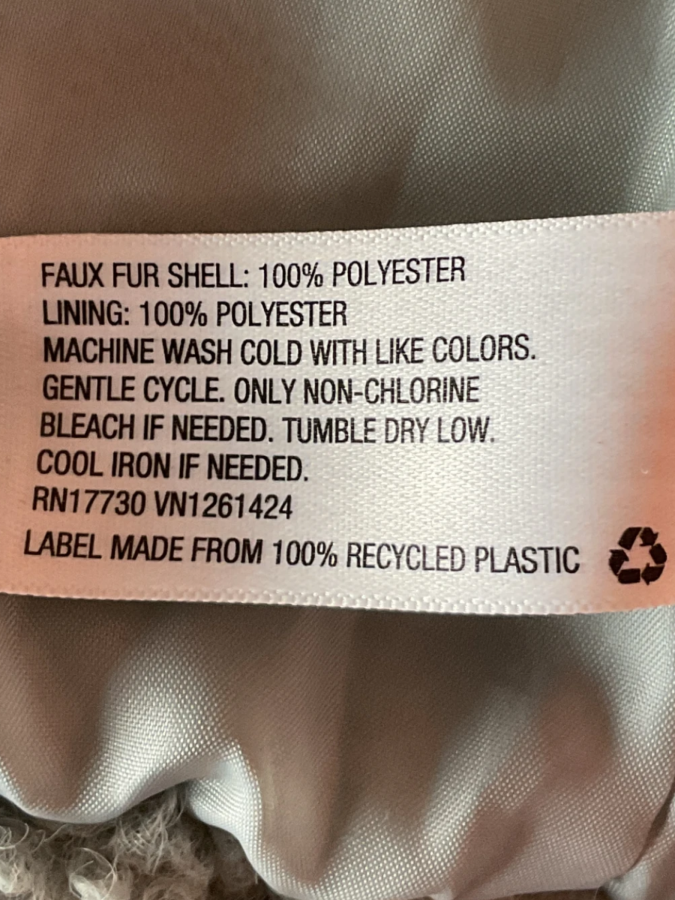 FAUX FUR SHELL: 100% POLYESTER
LINING: 100% POLYESTER
MACHINE WASH COLD WITH LIKE COLORS.
GENTLE CYCLE. ONLY NON-CHLORINE
BLEACH IF NEEDED. TUMBLE DRY LOW.
COOL IRON IF NEEDED.
RN17730 VN1261424
LABEL MADE FROM 100% RECYCLED PLASTIC